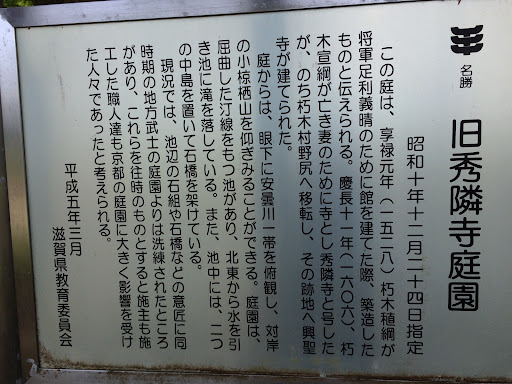 名勝　旧秀隣寺庭園
昭和十年十二月二十四日指定
この庭は、享禄元年（一五二八）朽木稙綱が
将軍足利義晴のために館を建てた際、築造した
ものと伝えられる。慶長十一年（一六〇六）、朽
木宣綱が亡き妻のために寺とし秀隣寺と号した
が、のち朽木村野尻へ移転し、その跡地へ興聖
寺が建てられた。
庭からは、眼下に安曇川一帯を俯観し、対岸
の小椋栖山を仰ぎみることができる。庭園は、
屈曲した汀線をもつ池があり、北東から水を引
き池に滝を落している。また、池中には、二つ
の中島を置いて石橋を架けている。
現況では、池辺の石組や石橋などの意匠に同
時期の地方武士の庭園よりは洗練されたところ
があり、これらを往時のものとすると施主も施
工した職人達も京都の庭園に大きく影響を受け
た人々であったと考えられる。
平成五年三月
滋賀県教育委員会